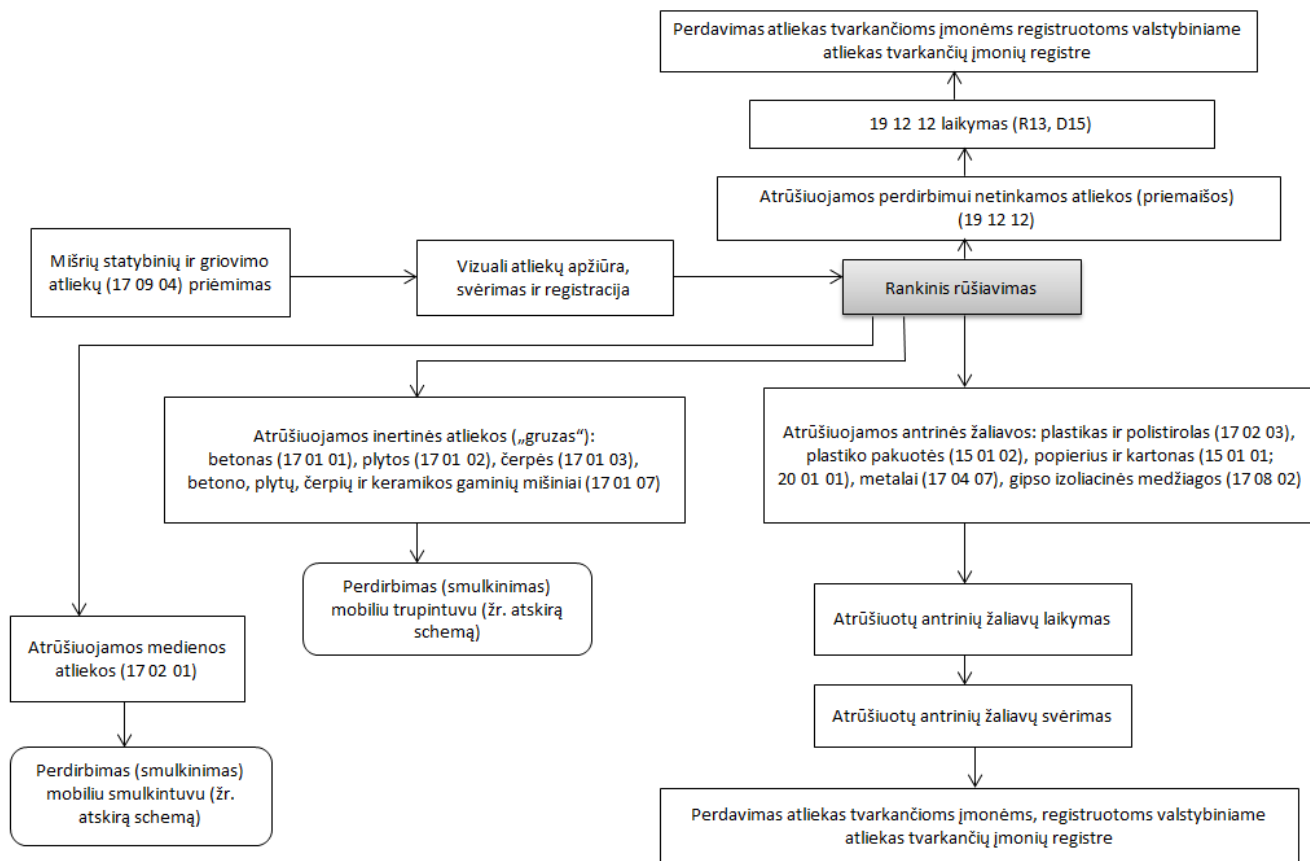 Perdavimas atliekas tvarkančioms įmonėms registruotoms valstybiniame
atliekas tvarkančių įmonių registre
19 12 12 laikymas (R13, D15)
Atrūšiuojamos perdirbimui netinkamos atliekos (priemaišos)
(19 12 12)
Mišrių statybinių ir griovimo
atliekų (17 09 04) priėmimas
Vizuali atliekų apžiūra,
svėrimas ir registracija
Rankinis rūšiavimas
Atrūšiuojamos inertinės atliekos („gruzas“):
betonas (17 01 01), plytos (17 01 02), čerpės (17 01 03),
betono, plytų, čerpių ir keramikos gaminių mišiniai (17 01 07)
Atrūšiuojamos antrinės žaliavos: plastikas ir polistirolas (17 02 03),
plastiko pakuotės (15 01 02), popierius ir kartonas (15 01 01;
20 01 01), metalai (17 04 07), gipso izoliacinės medžiagos (17 08 02)
Perdirbimas (smulkinimas)
mobiliu trupintuvu (žr. atskirą
schemą)
Atrūšiuojamos medienos
atliekos (17 02 01)
Atrūšiuotų antrinių žaliavų laikymas
Atrūšiuotų antrinių žaliavų svėrimas
Perdirbimas (smulkinimas)
mobiliu smulkintuvu (žr.
atskirą schemą)
Perdavimas atliekas tvarkančioms įmonėms, registruotoms valstybiniame
atliekas tvarkančių įmonių registre